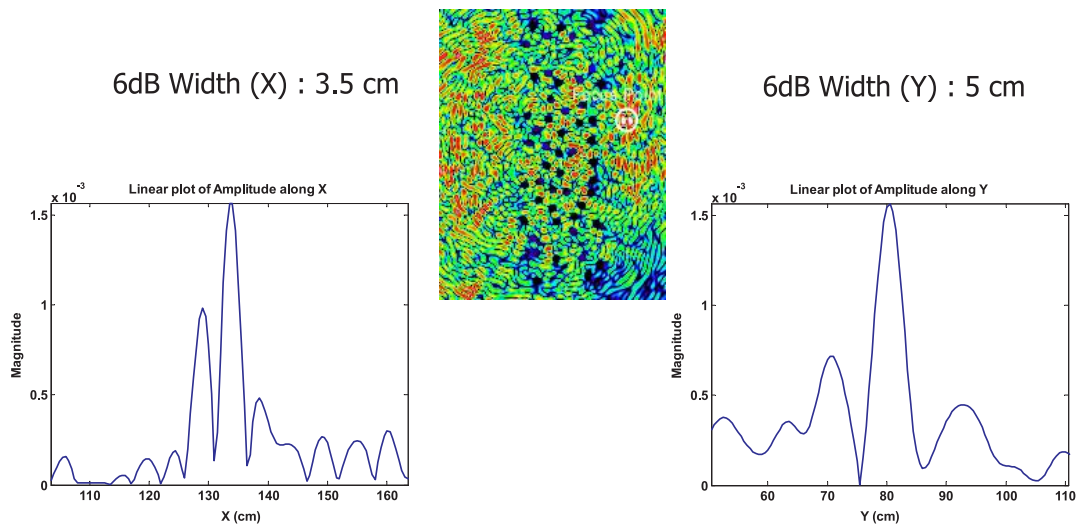 6dB Width (X) : 3.5 cm
6dB Width (Y) : 5 cm
x 10⁻³
Linear plot of Amplitude along X
1.5
1
0.5
0
Magnitude
110 120 130 140 150 160
X (cm)
x 10⁻³
Linear plot of Amplitude along Y
1.5
1
0.5
0
Magnitude
60 70 80 90 100 110
Y (cm)